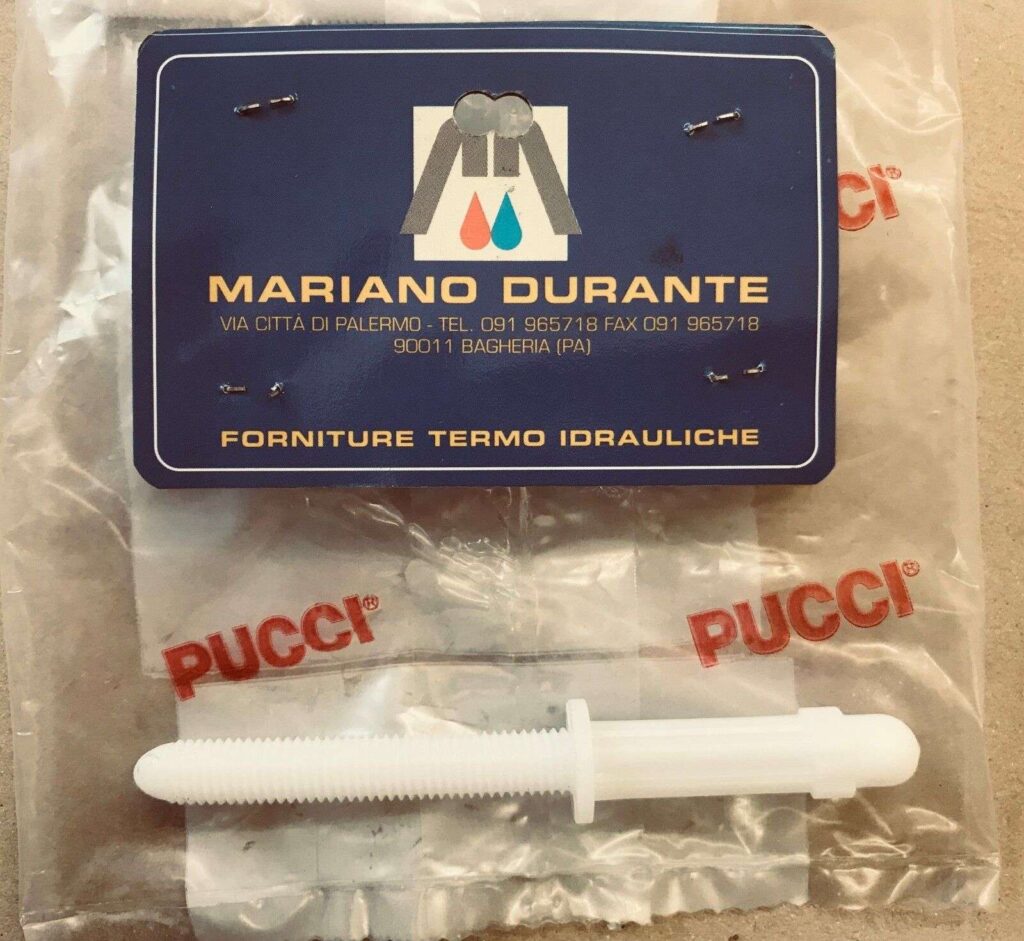 MARIANO DURANTE
VIA CITTÀ DI PALERMO - TEL. 091 965718 FAX 091 965718
90011 BAGHERIA (PA)
FORNITURE TERMO IDRAULICHE
CI®
PUCCI®
PUCCI®